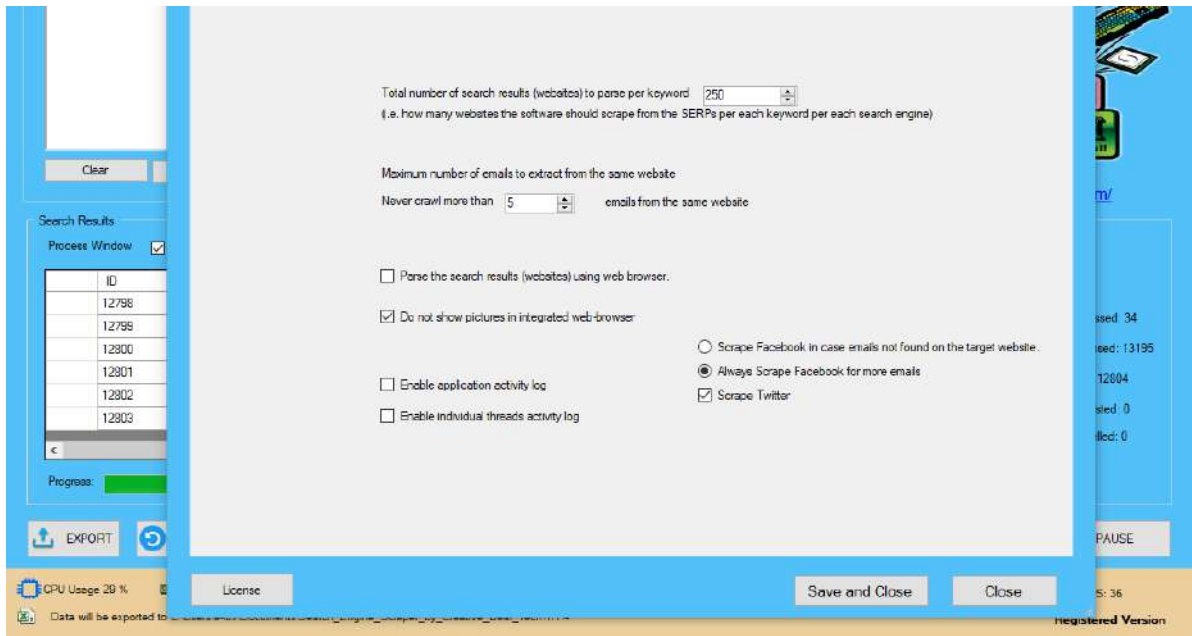 Total number of search results (websites) to parse per keyword 250
(i.e. how many websites the software should scrape from the SERPs per each keyword per each search engine)
Clear
Maximum number of emails to extract from the same website
Never crawl more than 5 emails from the same website
m/
Search Results
Process Window
Parse the search results (websites) using web browser.
ID
12798
12799
12800
12801
12802
12803
Do not show pictures in integrated web-browser
ssed 34
Scrape Facebook in case emails not found on the target website.
sed: 13195
Always Scrape Facebook for more emails
12804
Enable application activity log
Scrape Twitter
sted 0
Enable individual threads activity log
lled: 0
<
Progress:
EXPORT
PAUSE
CPU Usage 29 %
License
Save and Close
Close
5: 36
Data will be exported to
Registered Version